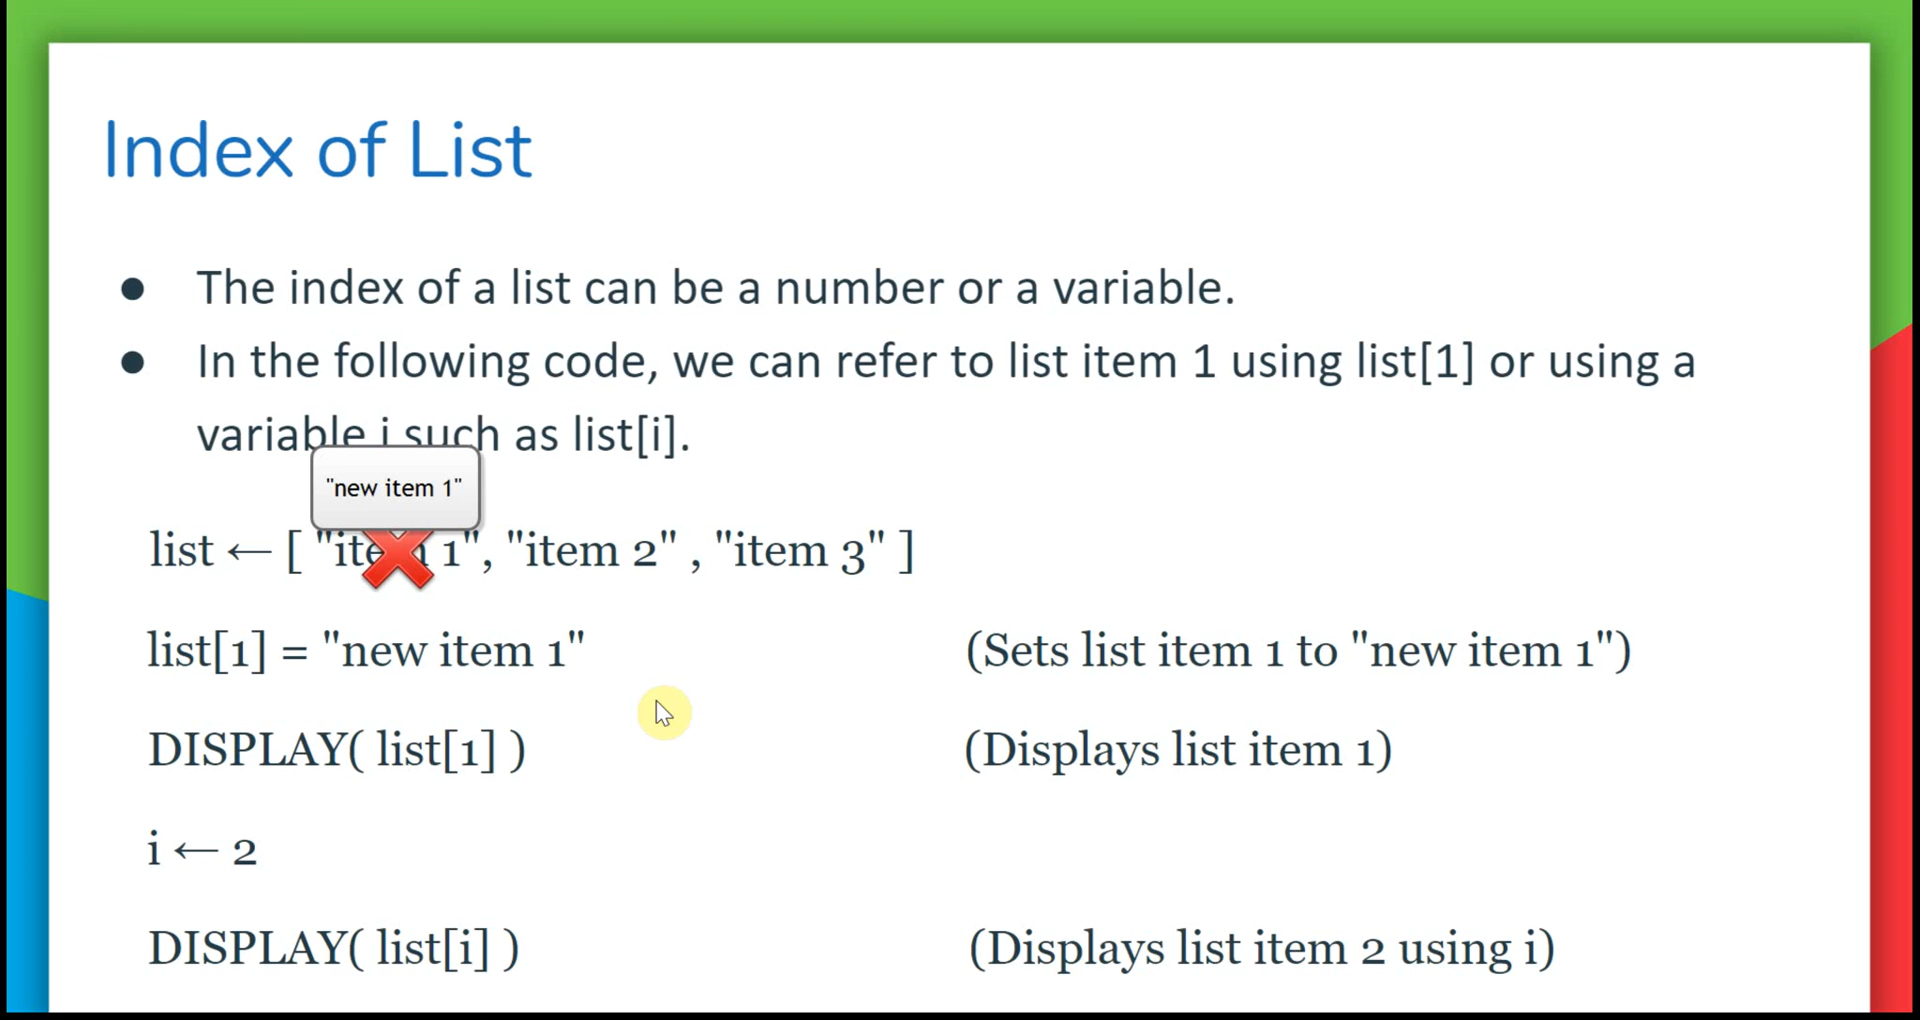 Index of List
● The index of a list can be a number or a variable.
● In the following code, we can refer to list item 1 using list[1] or using a
variable i such as list[i].
"new item 1"
list ← [ "item 1", "item 2" , "item 3" ]
list[1] = "new item 1" (Sets list item 1 to "new item 1")
DISPLAY( list[1] ) (Displays list item 1)
i ← 2
DISPLAY( list[i] ) (Displays list item 2 using i)